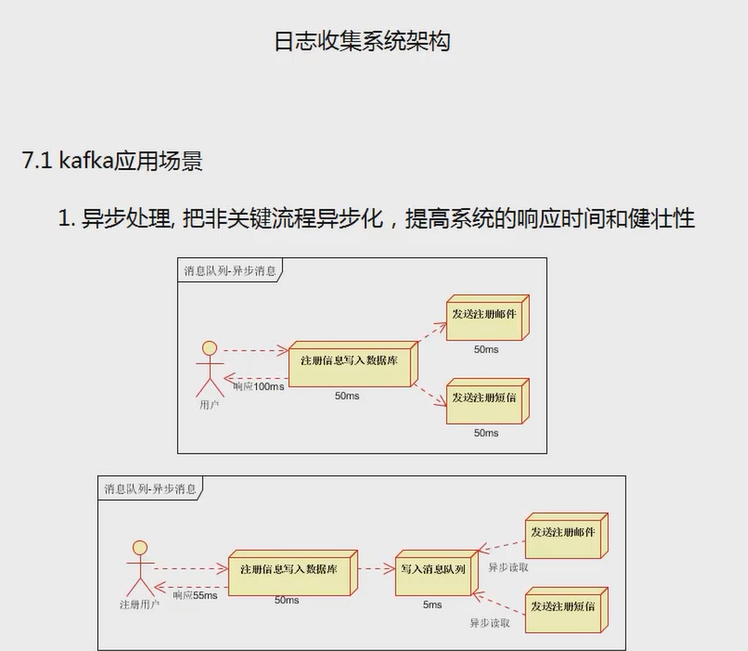 日志收集系统架构
7.1 kafka应用场景
1. 异步处理, 把非关键流程异步化，提高系统的响应时间和健壮性
消息队列-异步消息
发送注册邮件
50ms
注册信息写入数据库
50ms
响应100ms
用户
发送注册短信
50ms
消息队列-异步消息
发送注册邮件
注册信息写入数据库
50ms
写入消息队列
5ms
异步读取
响应55ms
注册用户
发送注册短信
异步读取